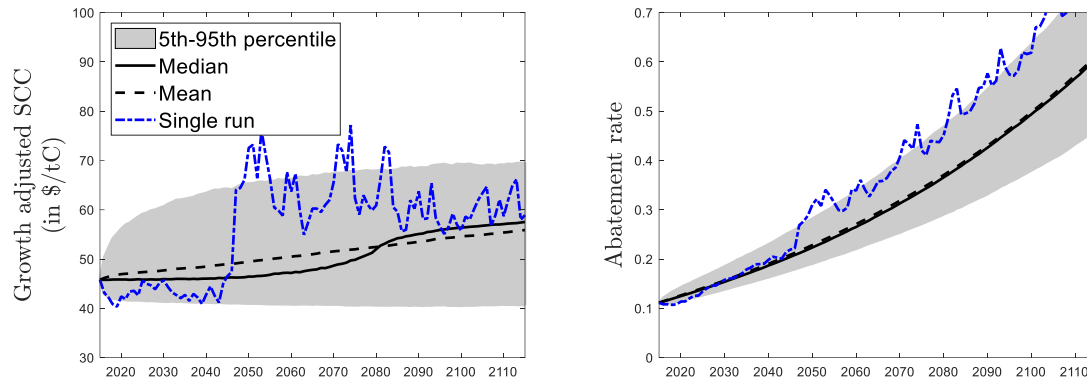 Growth adjusted SCC
(in $/tC)
100
90
80
70
60
50
40
30
5th-95th percentile
Median
Mean
Single run
2020 2030 2040 2050 2060 2070 2080 2090 2100 2110
Abatement rate
0.7
0.6
0.5
0.4
0.3
0.2
0.1
0
2020 2030 2040 2050 2060 2070 2080 2090 2100 2110